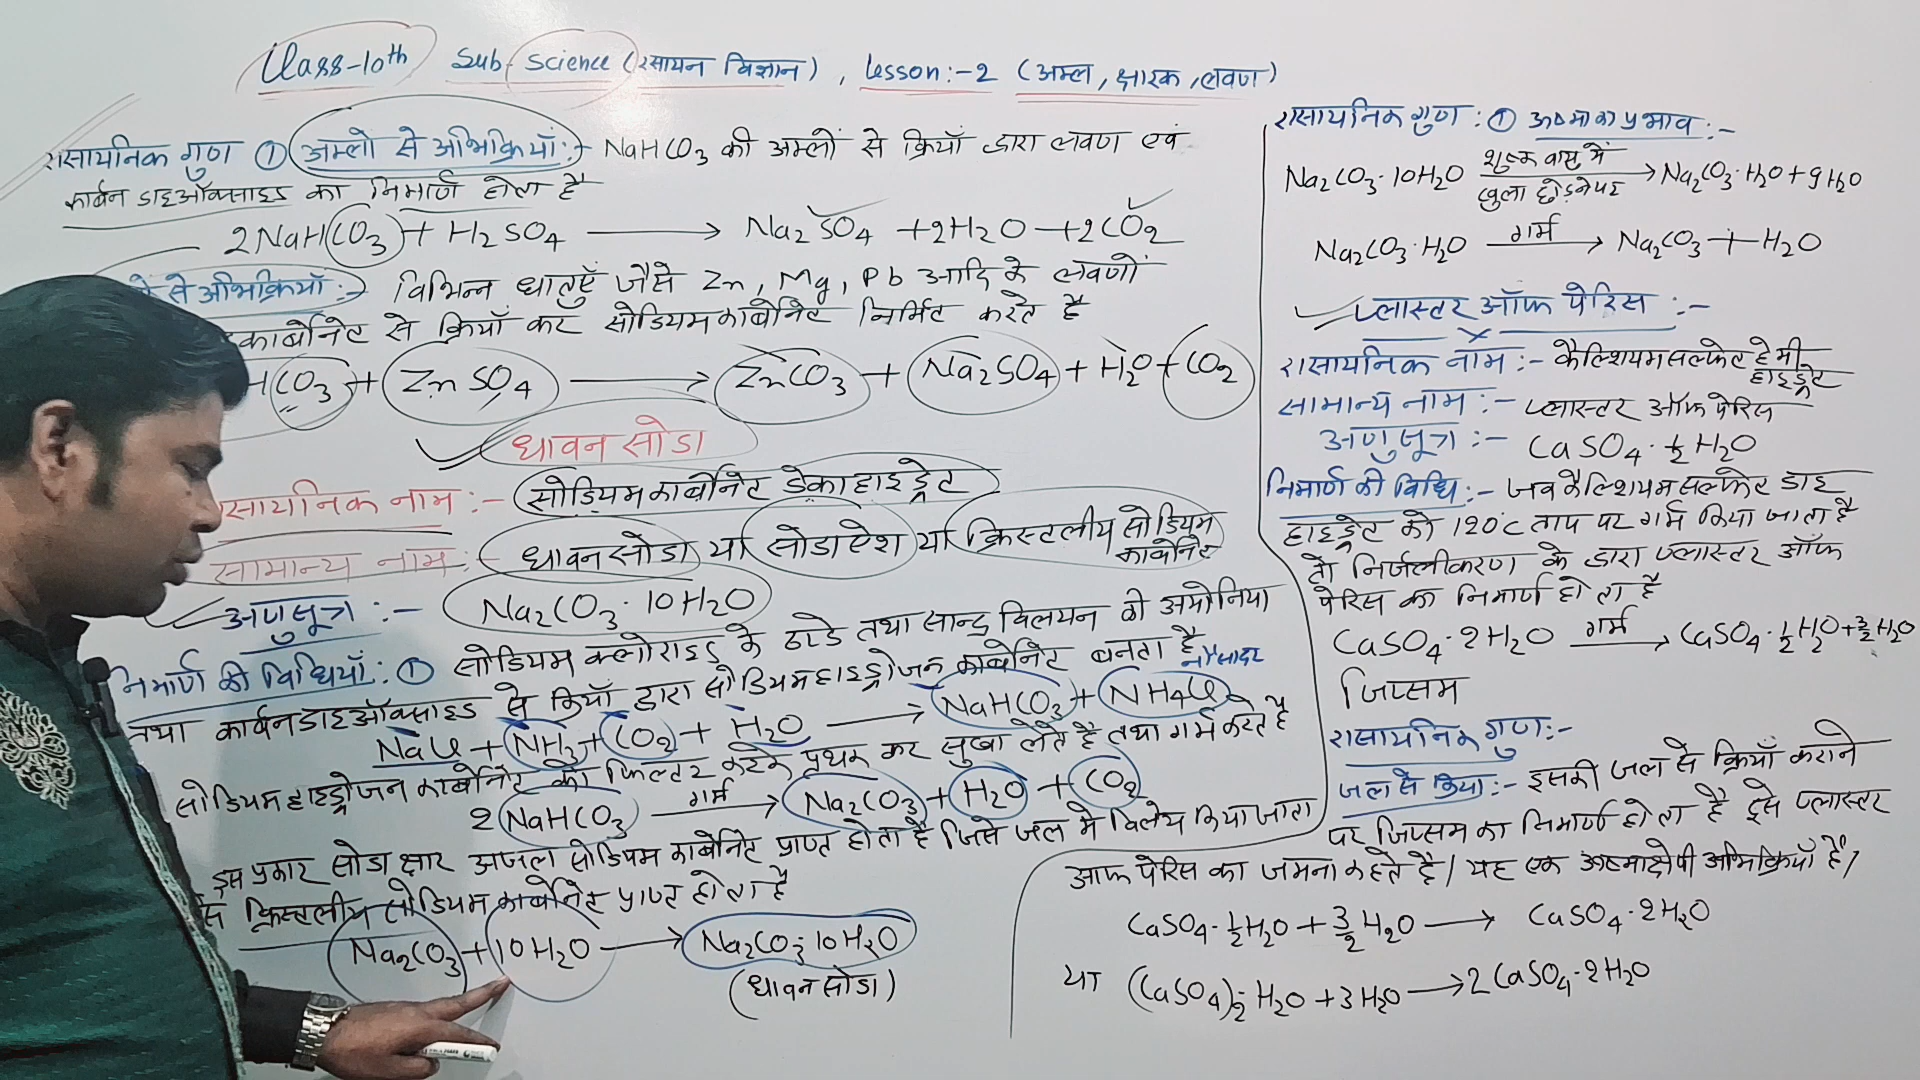 Class-10th Sub-Science (रसायन विज्ञान), Lesson:-2 (अम्ल, क्षारक, लवण)
रासायनिक गुण ① अम्लो से अभिक्रियाँ:- NaHCO3 की अम्लों से क्रियाँ द्वारा लवण एवं
कार्बन डाइऑक्साइड का निमार्ण होता है
2NaHCO3 + H2SO4 ⟶ Na2SO4 + 2H2O + 2CO2
से अभिक्रियाँ:- विभिन्न धातुएँ जैसे Zn, Mg, Pb आदि के लवणों
कार्बोनेट से क्रियाँ कर सोडियम कार्बोनेट निर्मित करते है
HCO3 + ZnSO4 ⟶ ZnCO3 + Na2SO4 + H2O + CO2
धावन सोडा
रासायनिक नाम:- सोडियम कार्बोनेट डेकाहाइड्रेट
सामान्य नाम:- धावन सोडा या सोडा ऐश या क्रिस्टलीय सोडियम
कार्बोनेट
अणुसूत्र:- Na2CO3·10H2O
निमार्ण की विधियाँ: ① सोडियम क्लोराइड के ठण्डे तथा सान्द्र विलयन की अमोनिया
तथा कार्बन डाइऑक्साइड से क्रियाँ द्वारा सोडियम हाइड्रोजन कार्बोनेट बनता है
नौसादर
NaCl + NH3 + CO2 + H2O ⟶ NaHCO3 + NH4Cl
सोडियम हाइड्रोजन कार्बोनेट को फिल्टर करके पृथक कर सुखा लेते है तथा गर्म करते है
2NaHCO3 ⟶ गर्म Na2CO3 + H2O + CO2
इस प्रकार सोडा क्षार अजल सोडियम कार्बोनेट प्राप्त होता है जिसे जल मे विलेय किया जाता
से क्रिस्टलीय सोडियम कार्बोनेट प्राप्त होता है
Na2CO3 + 10H2O ⟶ Na2CO3·10H2O
(धावन सोडा)
रासायनिक गुण: ① ऊष्मा का प्रभाव:-
Na2CO3·10H2O ⟶ शुष्क वायु में खुला छोड़ने पर Na2CO3·H2O + 9H2O
Na2CO3·H2O ⟶ गर्म Na2CO3 + H2O
प्लास्टर ऑफ पेरिस:-
रासायनिक नाम:- कैल्शियम सल्फेट हेमी
हाइड्रेट
सामान्य नाम:- प्लास्टर ऑफ पेरिस
अणुसूत्र:- CaSO4·½H2O
निमार्ण की विधि:- जब कैल्शियम सल्फेट डाइ
हाइड्रेट को 120°C ताप पर गर्म किया जाता है
तो निर्जलीकरण के द्वारा प्लास्टर ऑफ
पेरिस का निमार्ण होता है
CaSO4·2H2O ⟶ गर्म CaSO4·½H2O + 3/2H2O
जिप्सम
रासायनिक गुण:-
जल से क्रिया:- इसकी जल से क्रियाँ कराने
पर जिप्सम का निमार्ण होता है इसे प्लास्टर
आफ पेरिस का जमना कहते है। यह एक ऊष्माक्षेपी अभिक्रियाँ है।
CaSO4·½H2O + 3/2H2O ⟶ CaSO4·2H2O
या (CaSO4)2·H2O + 3H2O ⟶ 2CaSO4·2H2O